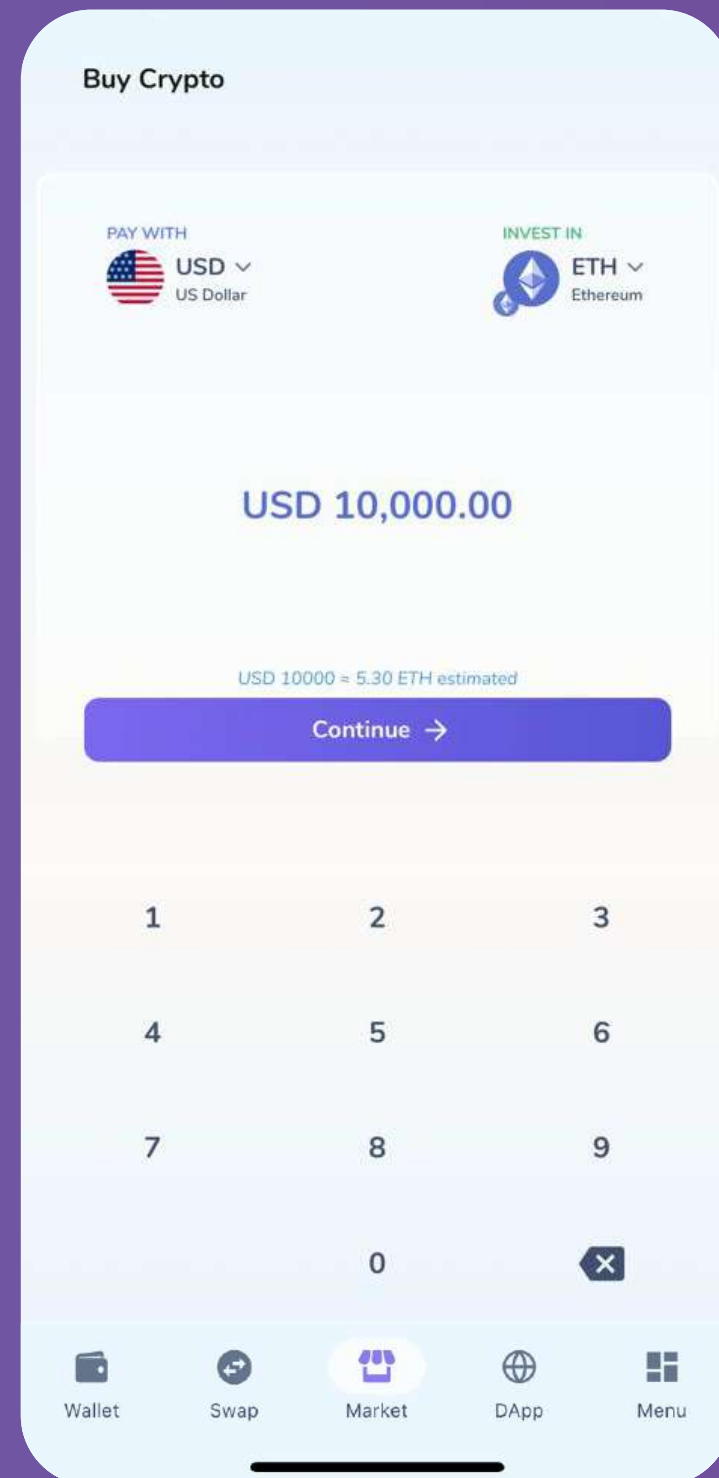 Buy Crypto
PAY WITH
INVEST IN
USD
ETH
US Dollar
Ethereum
USD 10,000.00
USD 10000 ≈ 5.30 ETH estimated
Continue →
1 2 3
4 5 6
7 8 9
0
Wallet Swap Market DApp Menu